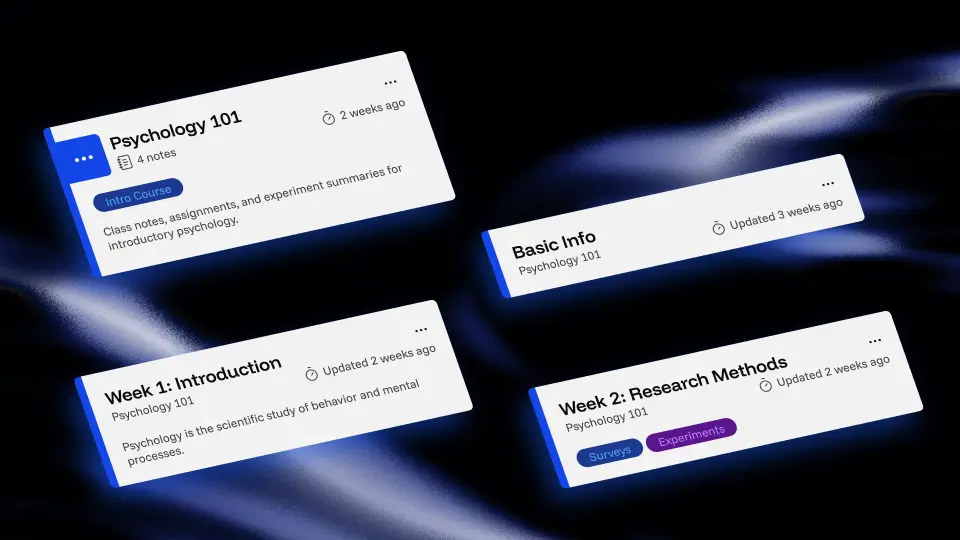 Psychology 101
2 weeks ago
4 notes
Intro Course
Class notes, assignments, and experiment summaries for
introductory psychology.
Basic Info
Updated 3 weeks ago
Psychology 101
Week 1: Introduction
Updated 2 weeks ago
Psychology 101
Psychology is the scientific study of behavior and mental
processes.
Week 2: Research Methods
Updated 2 weeks ago
Psychology 101
Surveys
Experiments